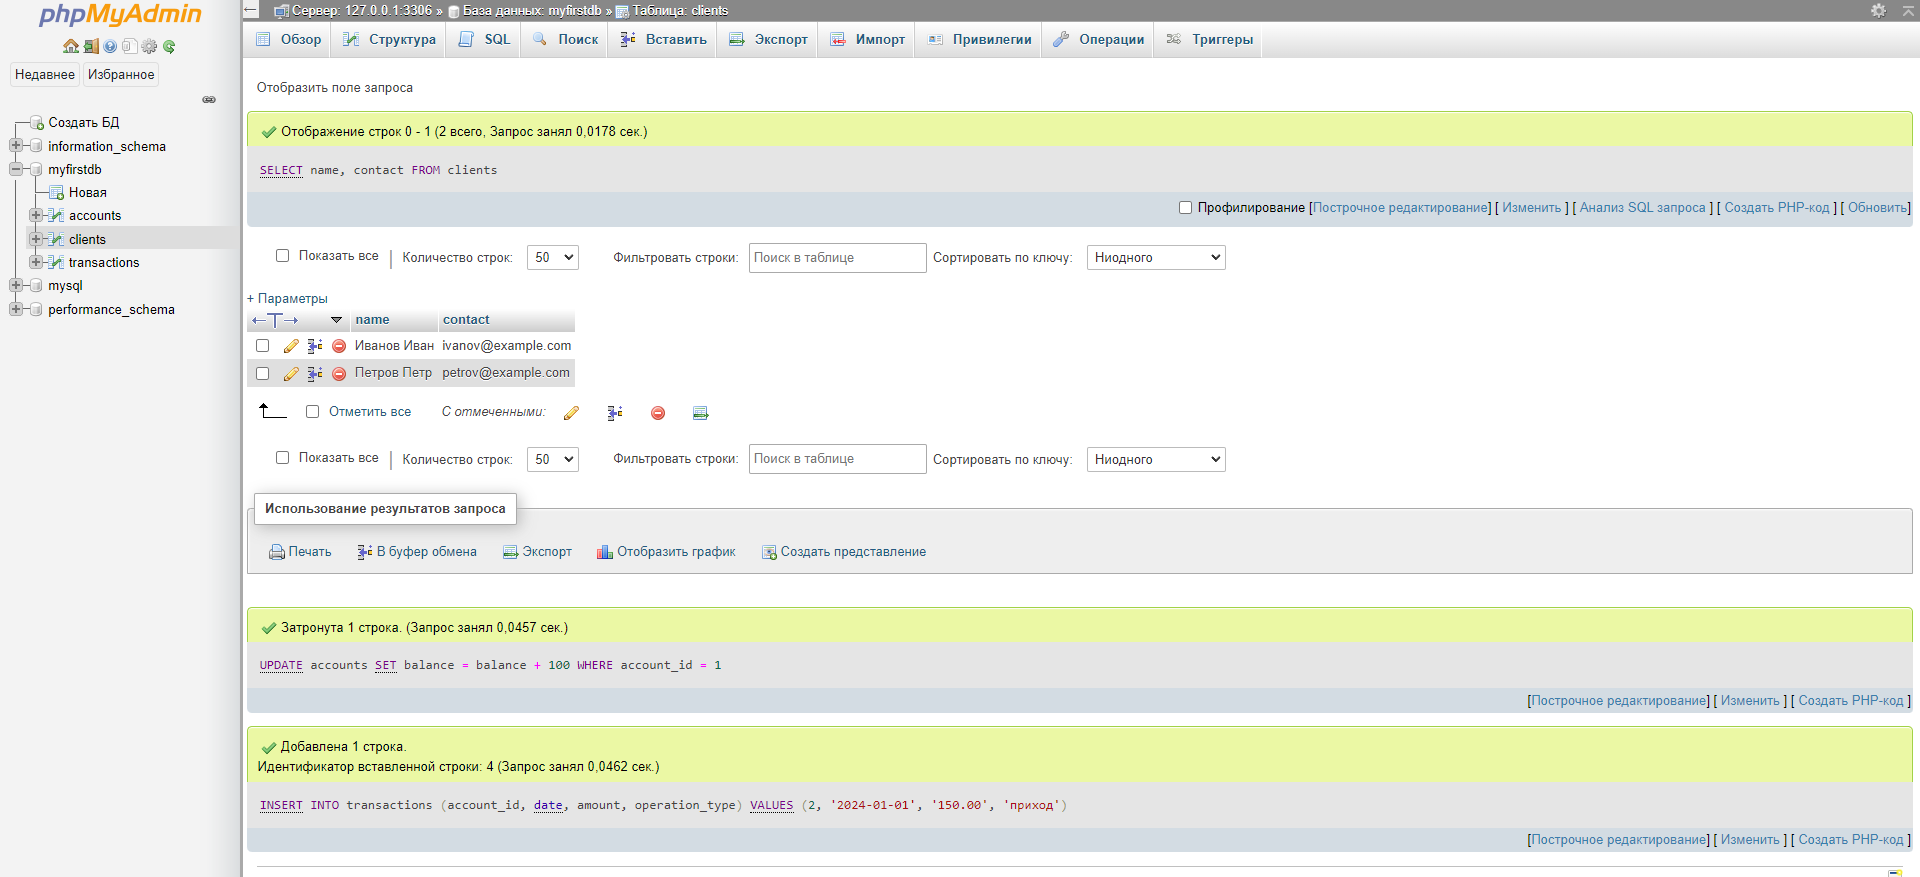 phpMyAdmin
Недавнее Избранное
Создать БД
information_schema
myfirstdb
Новая
accounts
clients
transactions
mysql
performance_schema
Сервер: 127.0.0.1:3306 » База данных: myfirstdb » Таблица: clients
Обзор Структура SQL Поиск Вставить Экспорт Импорт Привилегии Операции Триггеры
Отобразить поле запроса
Отображение строк 0 - 1 (2 всего, Запрос занял 0,0178 сек.)
SELECT name, contact FROM clients
Профилирование [Построчное редактирование] [ Изменить ] [ Анализ SQL запроса ] [ Создать PHP-код ] [ Обновить]
Показать все | Количество строк: 50 Фильтровать строки: Поиск в таблице Сортировать по ключу: Ниодного
+ Параметры
←T→ name contact
Иванов Иван ivanov@example.com
Петров Петр petrov@example.com
Отметить все С отмеченными:
Показать все | Количество строк: 50 Фильтровать строки: Поиск в таблице Сортировать по ключу: Ниодного
Использование результатов запроса
Печать В буфер обмена Экспорт Отобразить график Создать представление
Затронута 1 строка. (Запрос занял 0,0457 сек.)
UPDATE accounts SET balance = balance + 100 WHERE account_id = 1
[Построчное редактирование] [ Изменить ] [ Создать PHP-код ]
Добавлена 1 строка.
Идентификатор вставленной строки: 4 (Запрос занял 0,0462 сек.)
INSERT INTO transactions (account_id, date, amount, operation_type) VALUES (2, '2024-01-01', '150.00', 'приход')
[Построчное редактирование] [ Изменить ] [ Создать PHP-код ]